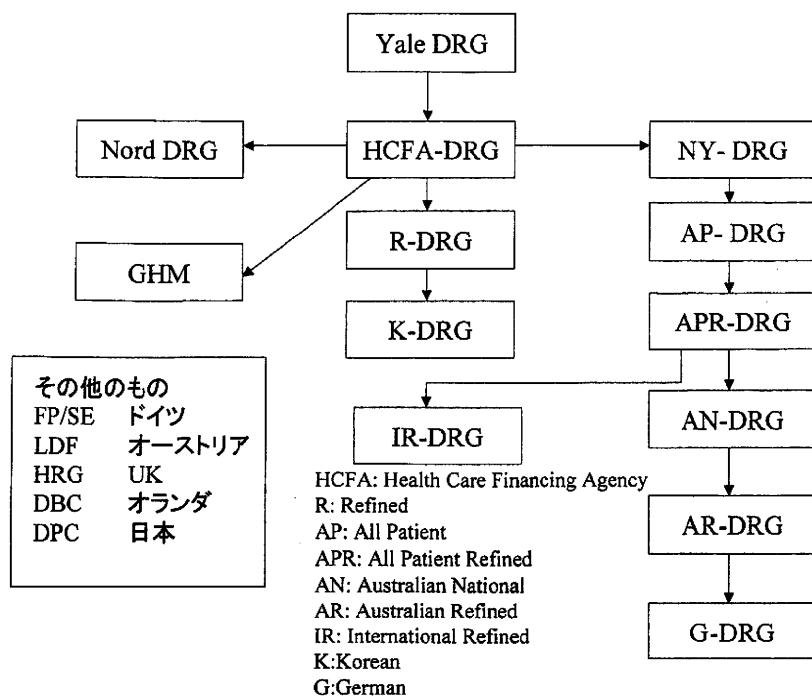 Yale DRG
Nord DRG
HCFA-DRG
NY- DRG
GHM
R-DRG
AP- DRG
K-DRG
APR-DRG
IR-DRG
AN-DRG
AR-DRG
G-DRG
その他のもの
FP/SE ドイツ
LDF オーストリア
HRG UK
DBC オランダ
DPC 日本
HCFA: Health Care Financing Agency
R: Refined
AP: All Patient
APR: All Patient Refined
AN: Australian National
AR: Australian Refined
IR: International Refined
K:Korean
G:German